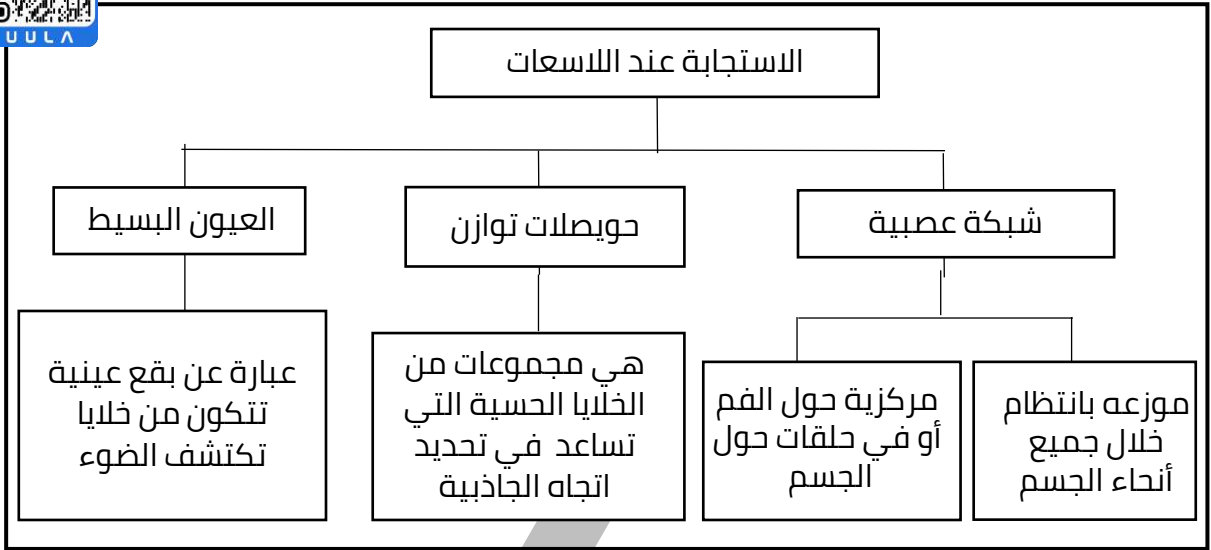 UULA
الاستجابة عند اللاسعات
شبكة عصبية
حويصلات توازن
العيون البسيط
موزعه بانتظام
خلال جميع
أنحاء الجسم
مركزية حول الفم
أو في حلقات حول
الجسم
هي مجموعات من
الخلايا الحسية التي
تساعد في تحديد
اتجاه الجاذبية
عبارة عن بقع عينية
تتكون من خلايا
تكتشف الضوء